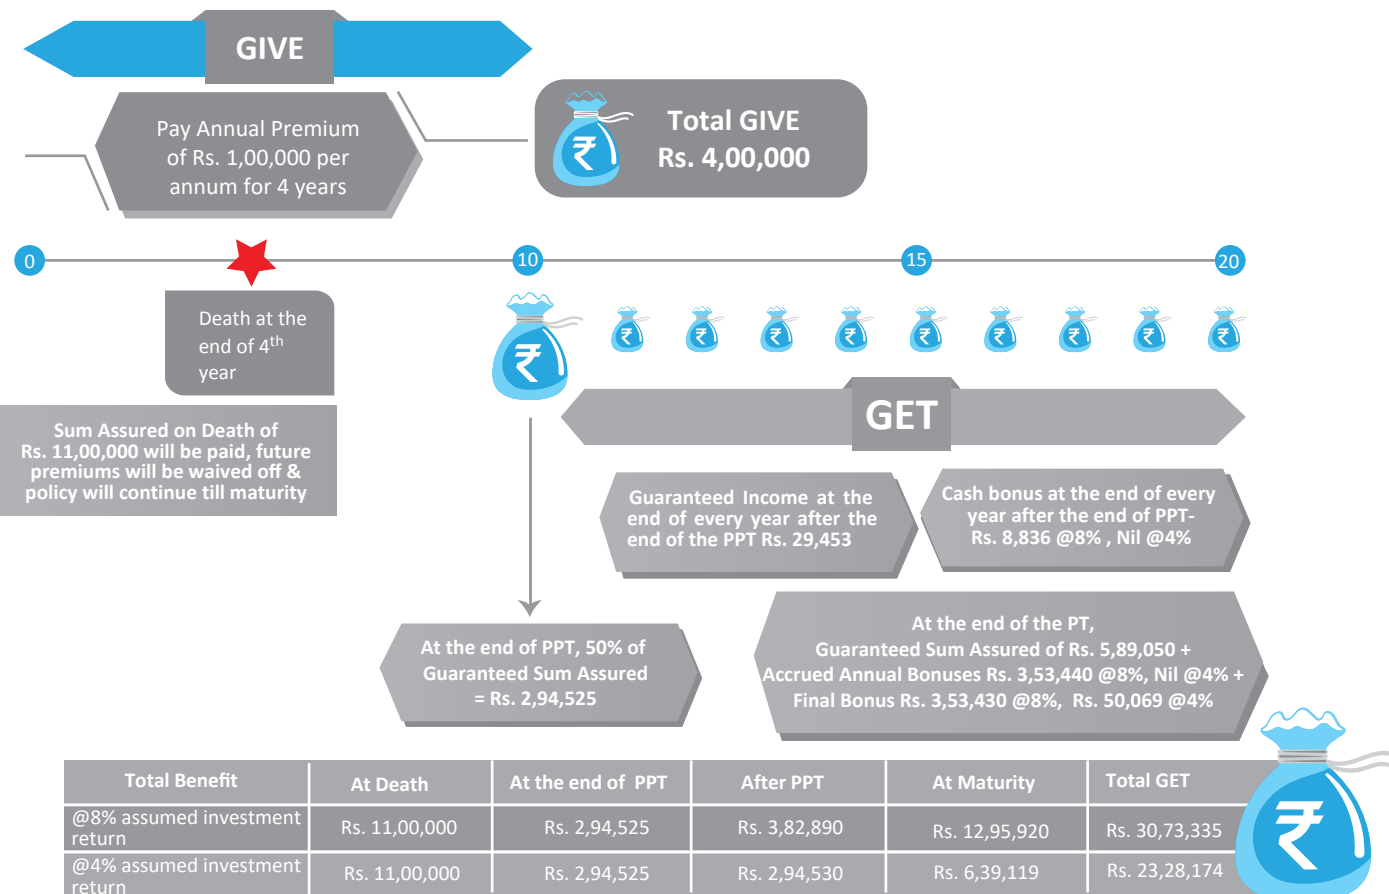 GIVE
Pay Annual Premium
of Rs. 1,00,000 per
annum for 4 years
₹
Total GIVE
Rs. 4,00,000
0
10
15
20
Death at the
end of 4th
year
Sum Assured on Death of
Rs. 11,00,000 will be paid, future
premiums will be waived off &
policy will continue till maturity
₹
₹ ₹ ₹ ₹ ₹ ₹ ₹ ₹ ₹
GET
Guaranteed Income at the
end of every year after the
end of the PPT Rs. 29,453
Cash bonus at the end of every
year after the end of PPT-
Rs. 8,836 @8% , Nil @4%
At the end of PPT, 50% of
Guaranteed Sum Assured
= Rs. 2,94,525
At the end of the PT,
Guaranteed Sum Assured of Rs. 5,89,050 +
Accrued Annual Bonuses Rs. 3,53,440 @8%, Nil @4% +
Final Bonus Rs. 3,53,430 @8%, Rs. 50,069 @4%
Total Benefit At Death At the end of PPT After PPT At Maturity Total GET
@8% assumed investment
return Rs. 11,00,000 Rs. 2,94,525 Rs. 3,82,890 Rs. 12,95,920 Rs. 30,73,335
@4% assumed investment
return Rs. 11,00,000 Rs. 2,94,525 Rs. 2,94,530 Rs. 6,39,119 Rs. 23,28,174
₹